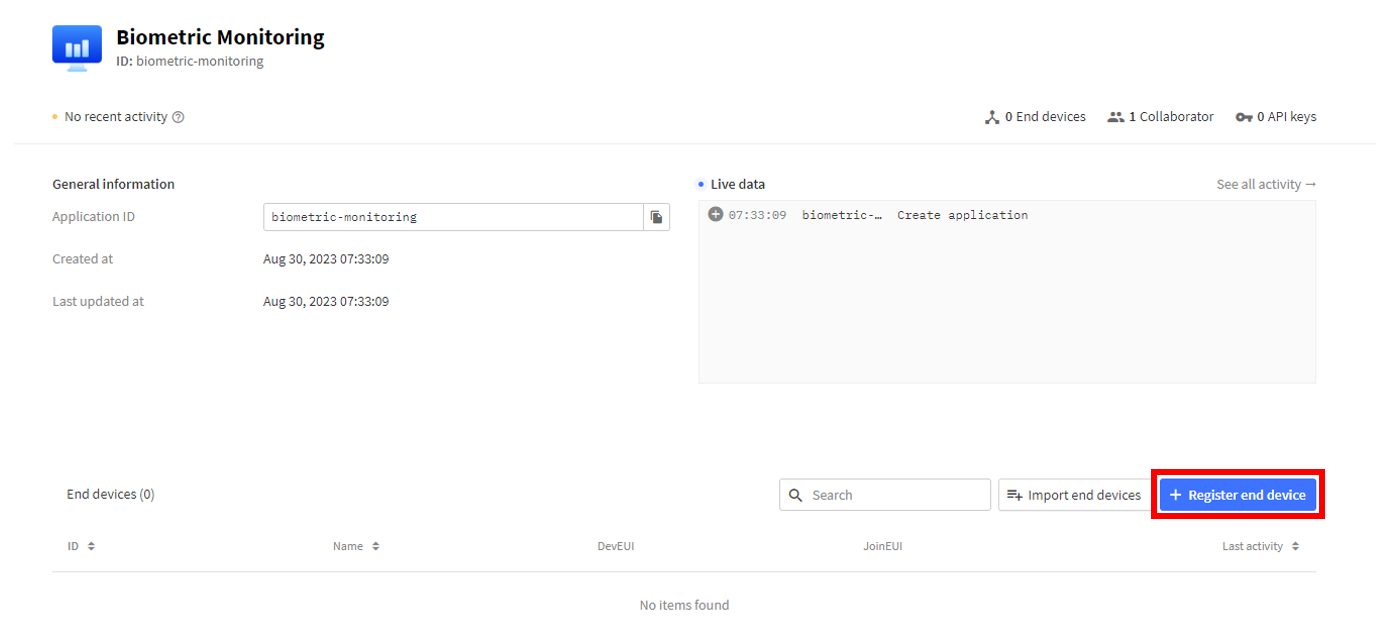 Biometric Monitoring
ID: biometric-monitoring
No recent activity
0 End devices 1 Collaborator 0 API keys
General information
Application ID biometric-monitoring
Created at Aug 30, 2023 07:33:09
Last updated at Aug 30, 2023 07:33:09
Live data See all activity →
07:33:09 biometric-… Create application
End devices (0) Search Import end devices + Register end device
ID Name DevEUI JoinEUI Last activity
No items found